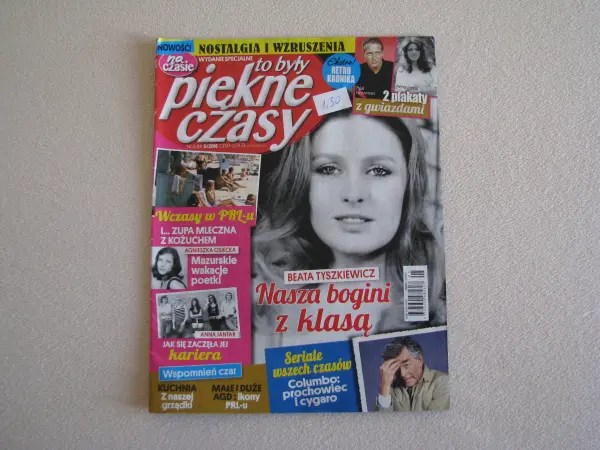 NOWOŚĆ!
NOSTALGIA I WZRUSZENIA
na
czasie
WYDANIE SPECJALNE
to były
piękne
czasy
1,50
Ekstra
RETRO
KRONIKA
2 plakaty
z gwiazdami
Wczasy w PRL-u
I... ZUPA MLECZNA
Z KOŻUCHEM
AGNIESZKA OSIECKA
Mazurskie
wakacje
poetki
ANNA JANTAR
JAK SIĘ ZACZĘŁA JEJ
kariera
Wspomnień czar
KUCHNIA
Z naszej
grządki
MAŁE I DUŻE
AGD: ikony
PRL-u
BEATA TYSZKIEWICZ
Nasza bogini
z klasą
Seriale
wszech czasów
Columbo:
prochowiec
i cygaro